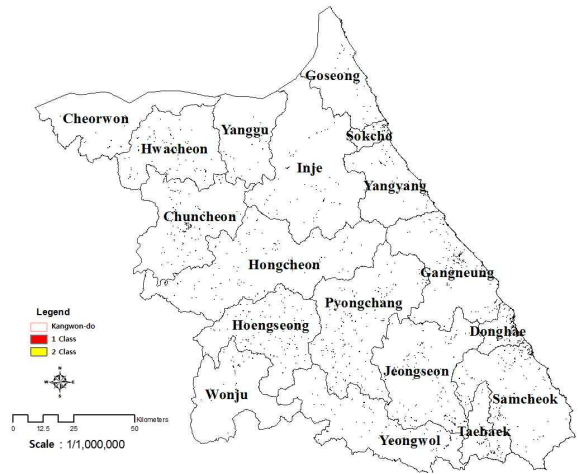 Goseong
Cheorwon
Sokcho
Yanggu
Hwacheon
Inje
Yangyang
Chuncheon
Hongcheon
Gangneung
Pyongchang
Legend
Kangwon-do
1 Class
2 Class
Hoengseong
Donghae
Jeongseon
Wonju
Samcheok
N
W E
S
Kilometers
0 12.5 25 50
Taebaek
Yeongwol
Scale : 1/1,000,000